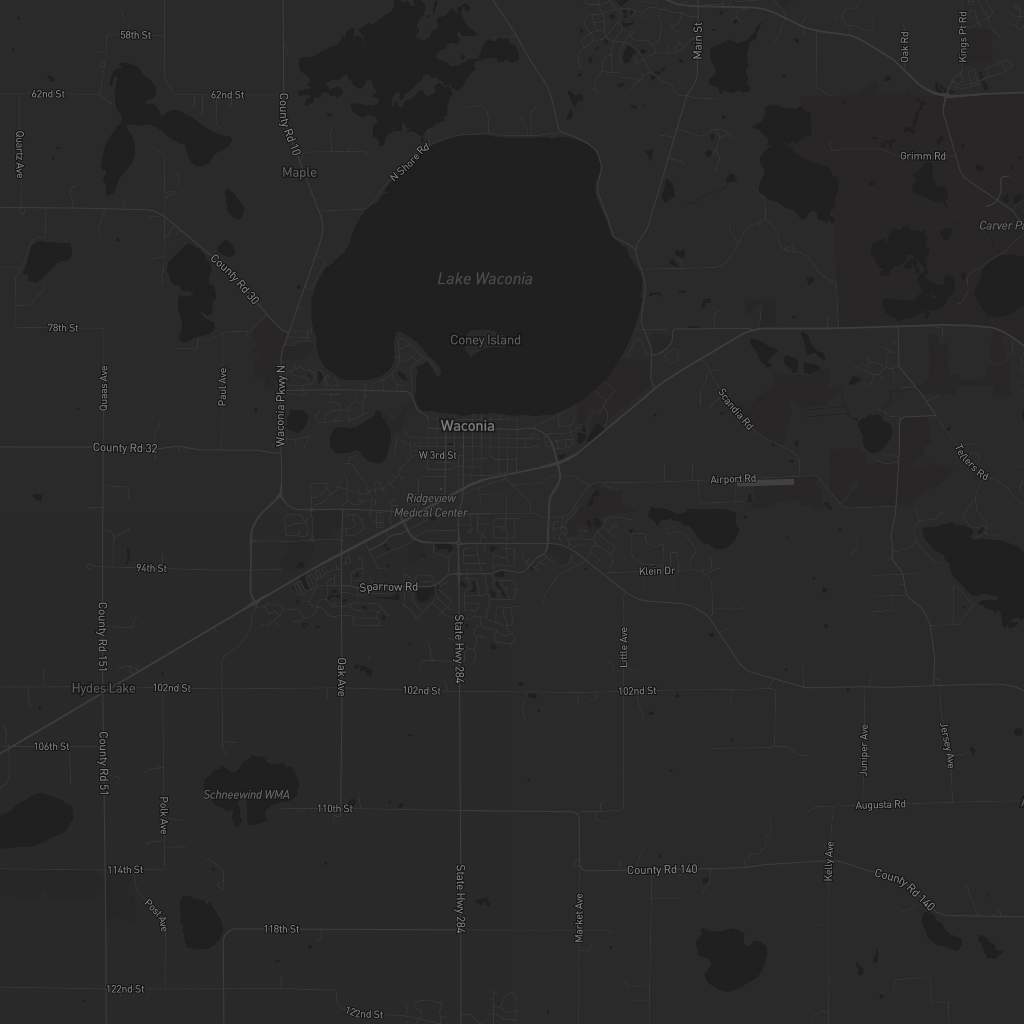 58th St
Main St
Oak Rd
Kings Pt Rd
62nd St
62nd St
County Rd 10
Quartz Ave
N Shore Rd
Grimm Rd
Maple
Carver Pa
County Rd 30
Lake Waconia
78th St
Coney Island
Quaas Ave
Paul Ave
Waconia Pkwy N
Scandia Rd
Waconia
County Rd 32
W 3rd St
Tellers Rd
Airport Rd
Ridgeview
Medical Center
94th St
Klein Dr
Sparrow Rd
County Rd 151
State Hwy 284
Little Ave
Oak Ave
Hydes Lake
102nd St
102nd St
102nd St
106th St
County Rd 51
Juniper Ave
Jersey Ave
Schneewind WMA
Polk Ave
110th St
Augusta Rd
114th St
State Hwy 284
County Rd 140
Kelly Ave
County Rd 140
Post Ave
Market Ave
118th St
122nd St
122nd St